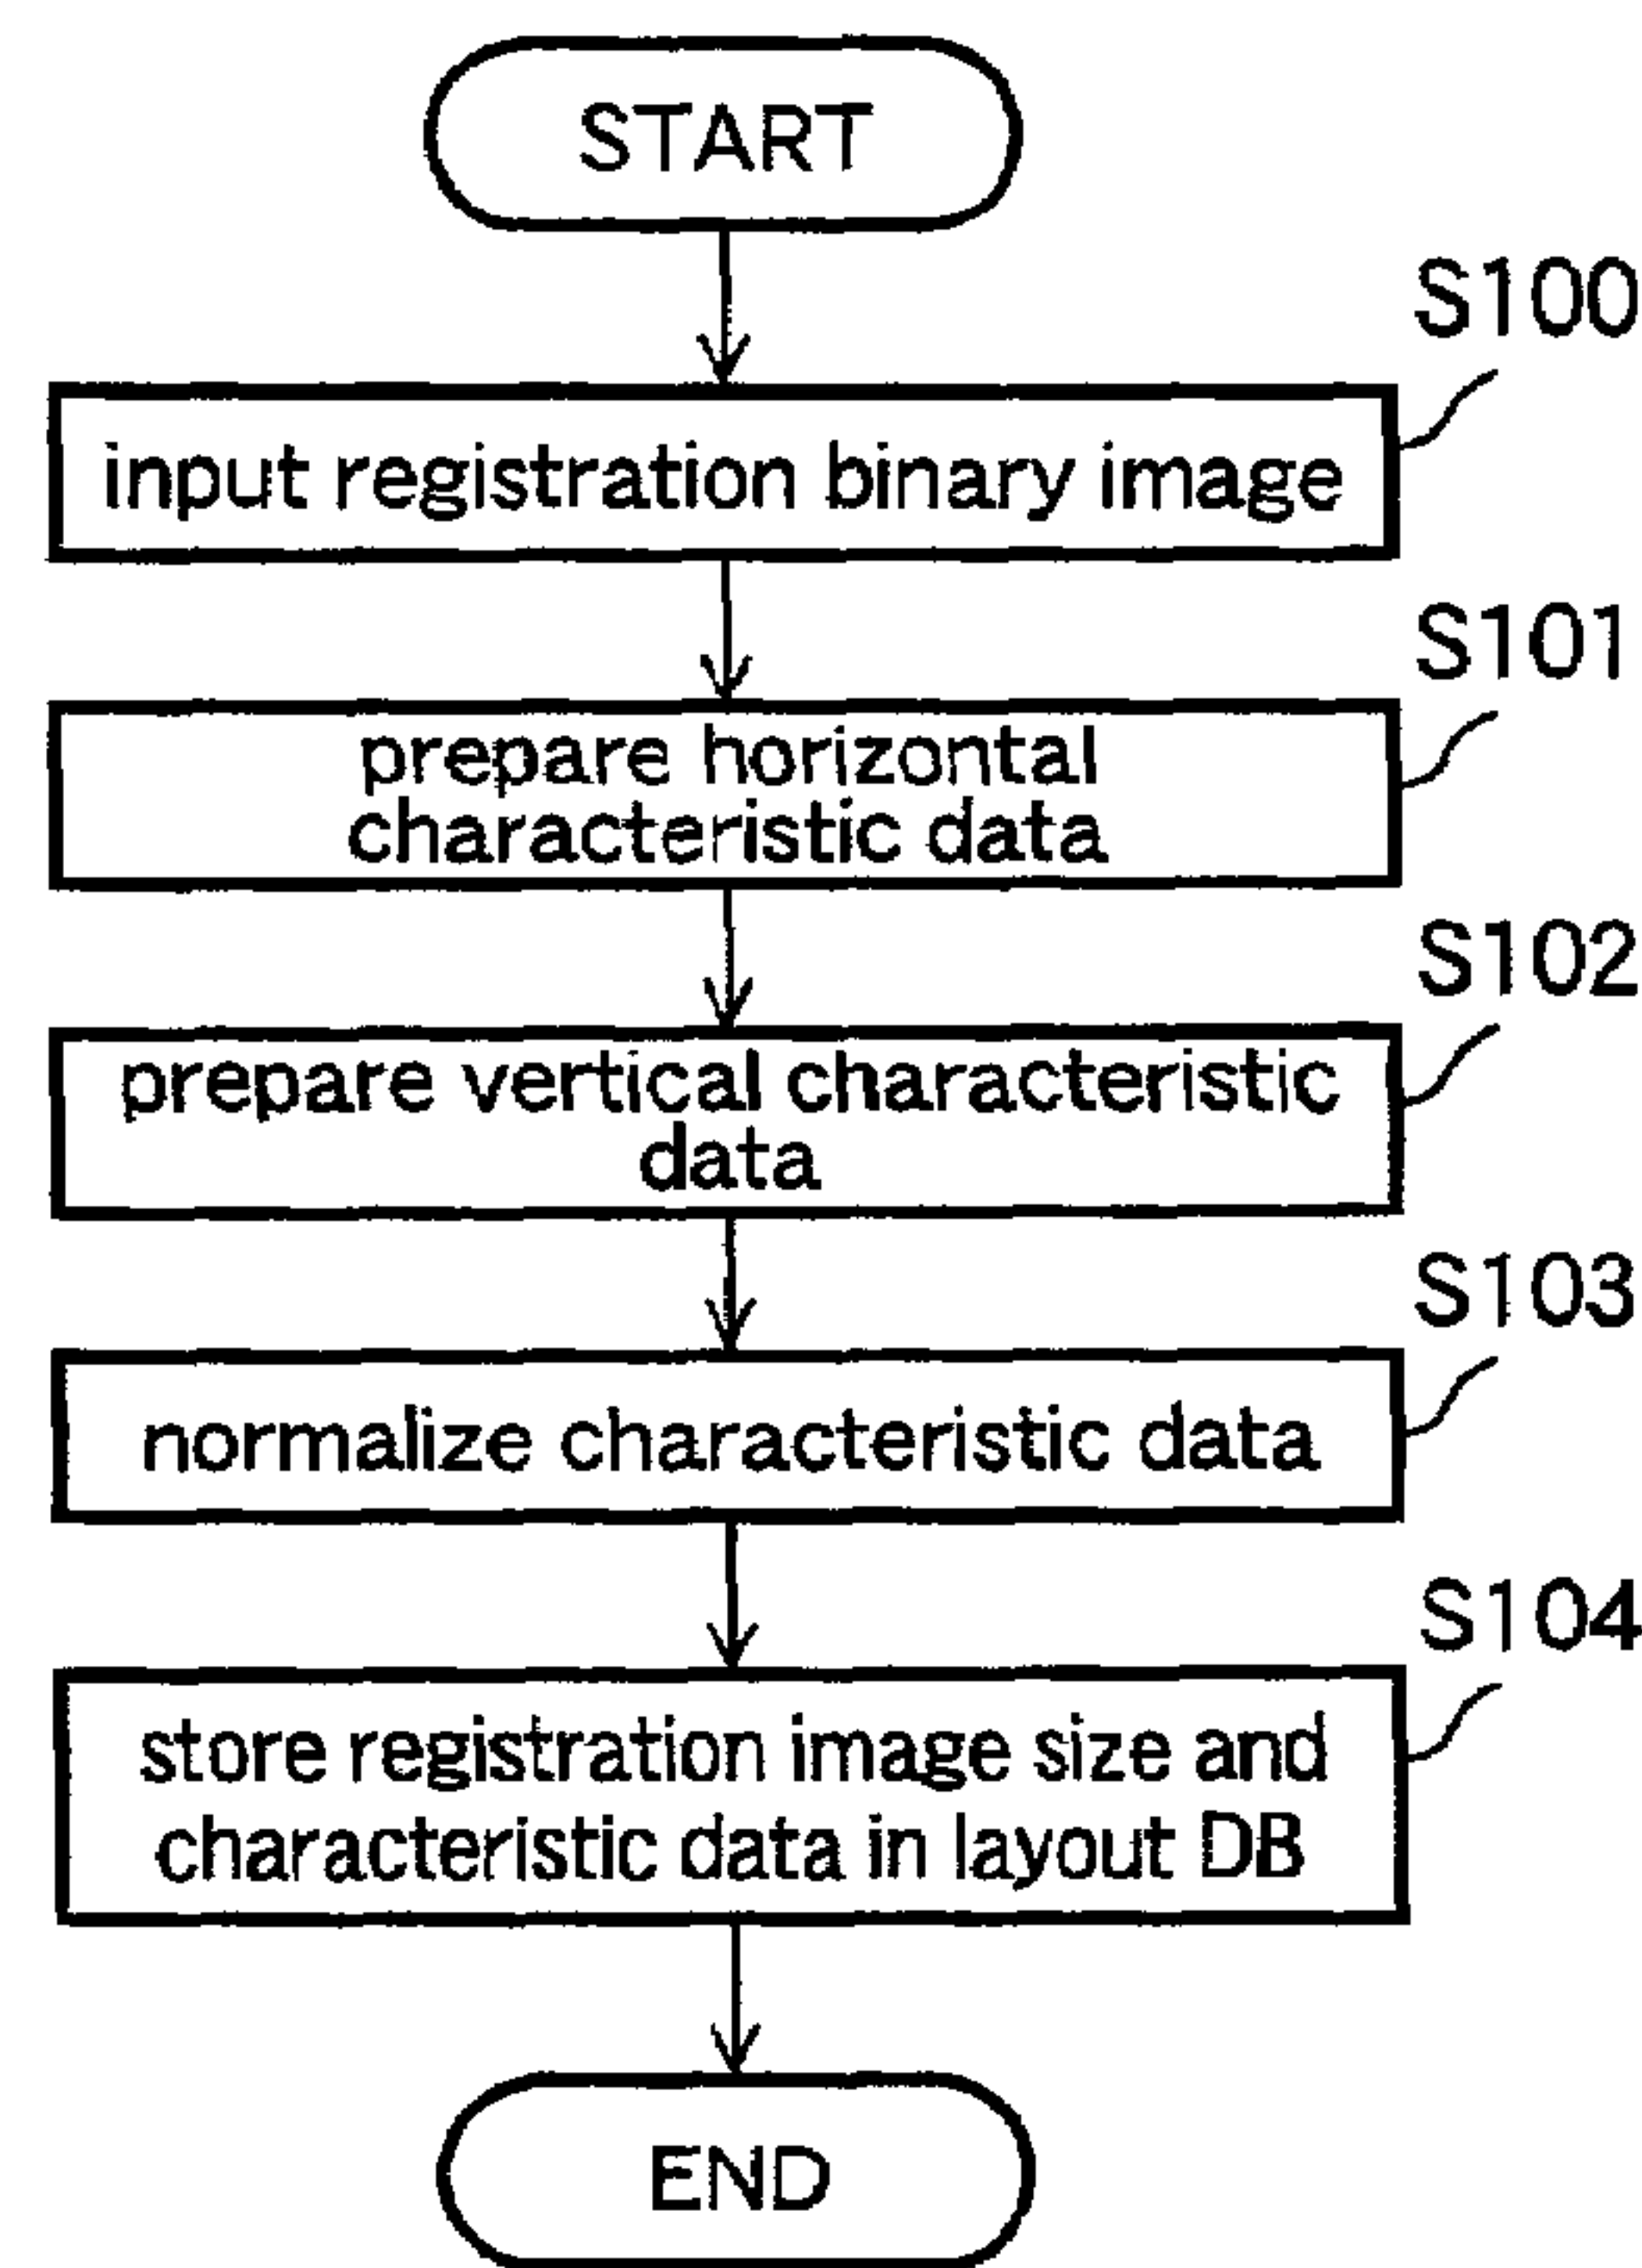 START
S100
input registration binary image
S101
prepare horizontal
characteristic data
S102
prepare vertical characteristic
data
S103
normalize characteristic data
S104
store registration image size and
characteristic data in layout DB
END